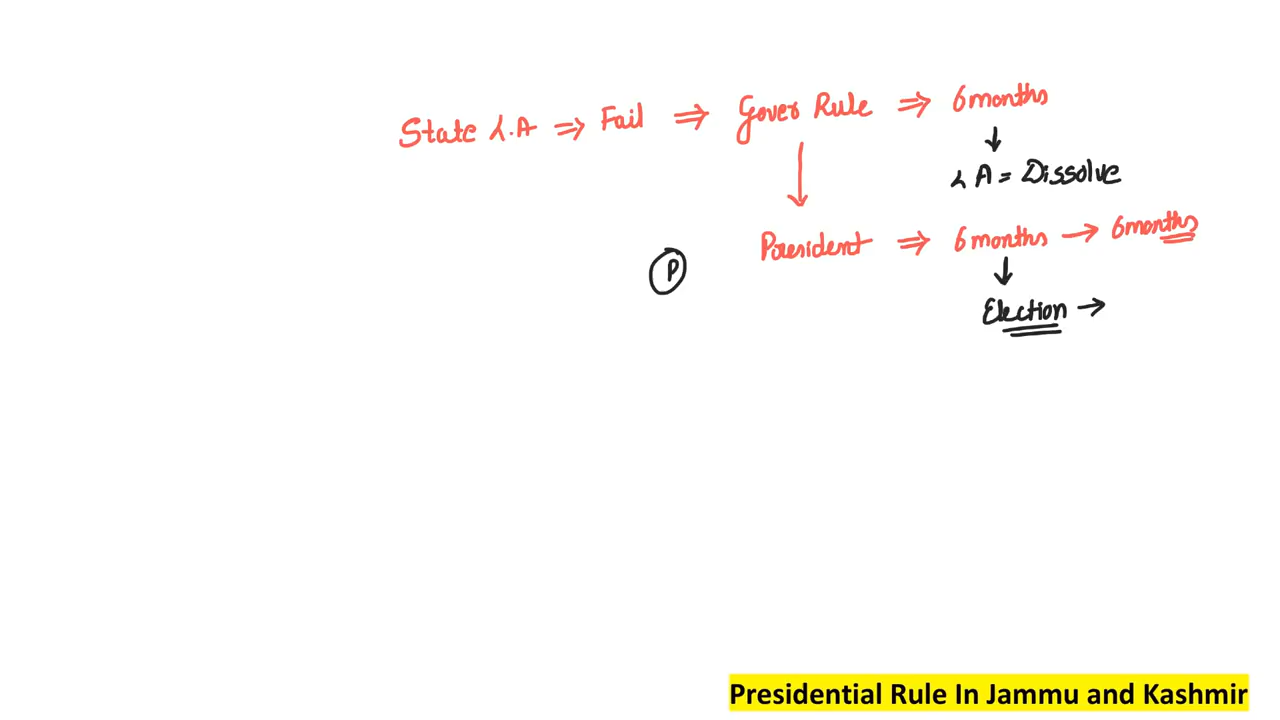 State L.A ⇒ Fail ⇒ Gover Rule ⇒ 6 months
LA = Dissolve
President ⇒ 6 months → 6 months
P
Election →
Presidential Rule In Jammu and Kashmir